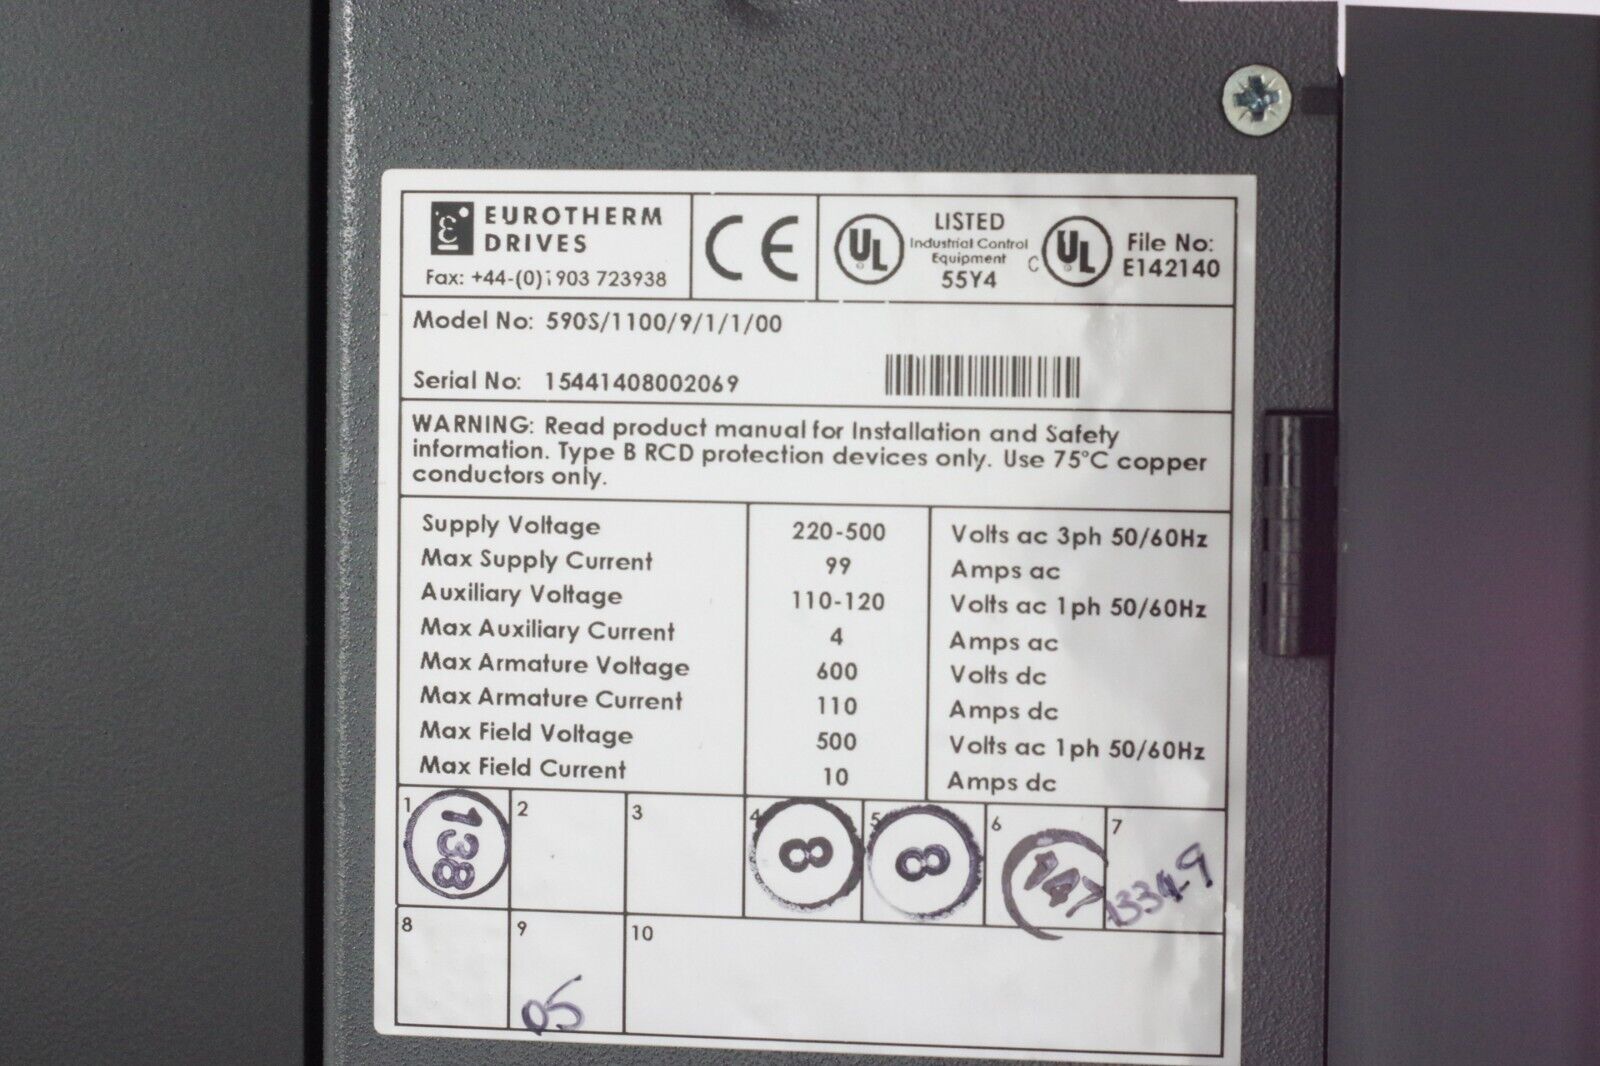 EUROTHERM
DRIVES
Fax: +44-(0)1903 723938
CE
UL
LISTED
Industrial Control
Equipment
55Y4
C UL
File No:
E142140
Model No: 590S/1100/9/1/1/00
Serial No: 15441408002069
WARNING: Read product manual for Installation and Safety
information. Type B RCD protection devices only. Use 75°C copper
conductors only.
Supply Voltage 220-500 Volts ac 3ph 50/60Hz
Max Supply Current 99 Amps ac
Auxiliary Voltage 110-120 Volts ac 1ph 50/60Hz
Max Auxiliary Current 4 Amps ac
Max Armature Voltage 600 Volts dc
Max Armature Current 110 Amps dc
Max Field Voltage 500 Volts ac 1ph 50/60Hz
Max Field Current 10 Amps dc
1 2 3 4 5 6 7
138 8 8 147
8 9 10
05